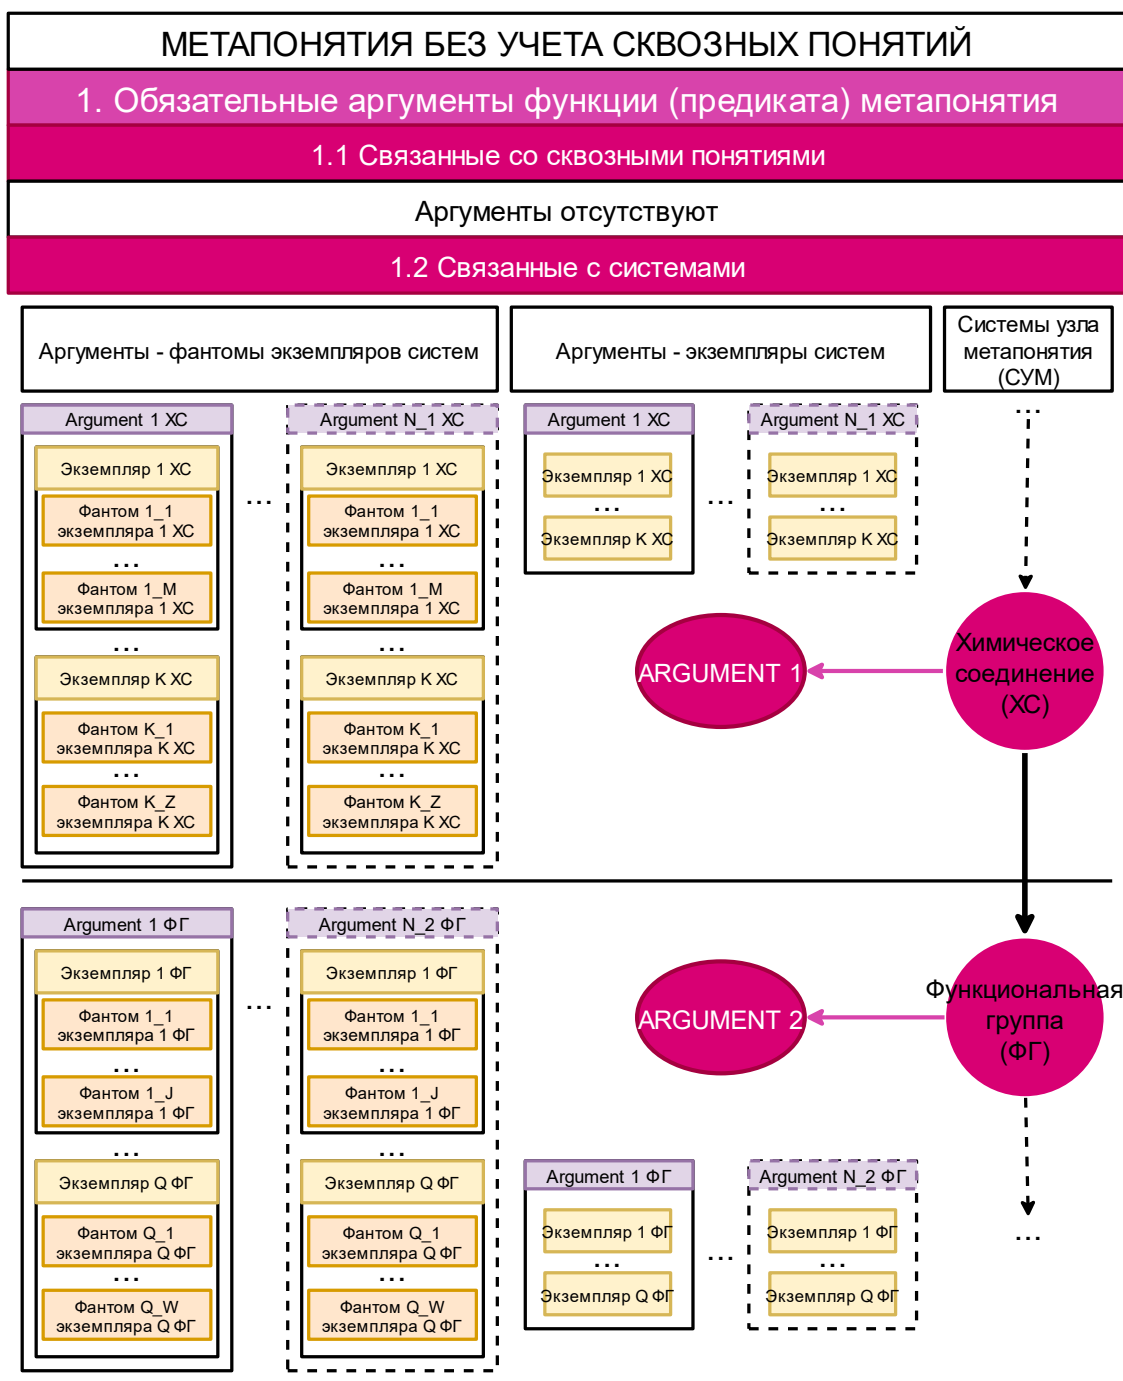 МЕТАПОНЯТИЯ БЕЗ УЧЕТА СКВОЗНЫХ ПОНЯТИЙ
1. Обязательные аргументы функции (предиката) метапонятия
1.1 Связанные со сквозными понятиями
Аргументы отсутствуют
1.2 Связанные с системами
Аргументы - фантомы экземпляров систем
Аргументы - экземпляры систем
Системы узла
метапонятия
(СУМ)
Argument 1 ХС
Экземпляр 1 ХС
Фантом 1_1
экземпляра 1 ХС
...
Фантом 1_M
экземпляра 1 ХС
...
Экземпляр K ХС
Фантом K_1
экземпляра K ХС
...
Фантом K_Z
экземпляра K ХС
...
Argument N_1 ХС
Экземпляр 1 ХС
Фантом 1_1
экземпляра 1 ХС
...
Фантом 1_M
экземпляра 1 ХС
...
Экземпляр K ХС
Фантом K_1
экземпляра K ХС
...
Фантом K_Z
экземпляра K ХС
Argument 1 ХС
Экземпляр 1 ХС
...
Экземпляр K ХС
...
Argument N_1 ХС
Экземпляр 1 ХС
...
Экземпляр K ХС
...
ARGUMENT 1
Химическое
соединение
(ХС)
Argument 1 ФГ
Экземпляр 1 ФГ
Фантом 1_1
экземпляра 1 ФГ
...
Фантом 1_J
экземпляра 1 ФГ
...
Экземпляр Q ФГ
Фантом Q_1
экземпляра Q ФГ
...
Фантом Q_W
экземпляра Q ФГ
...
Argument N_2 ФГ
Экземпляр 1 ФГ
Фантом 1_1
экземпляра 1 ФГ
...
Фантом 1_J
экземпляра 1 ФГ
...
Экземпляр Q ФГ
Фантом Q_1
экземпляра Q ФГ
...
Фантом Q_W
экземпляра Q ФГ
ARGUMENT 2
Функциональная
группа
(ФГ)
Argument 1 ФГ
Экземпляр 1 ФГ
...
Экземпляр Q ФГ
...
Argument N_2 ФГ
Экземпляр 1 ФГ
...
Экземпляр Q ФГ
...